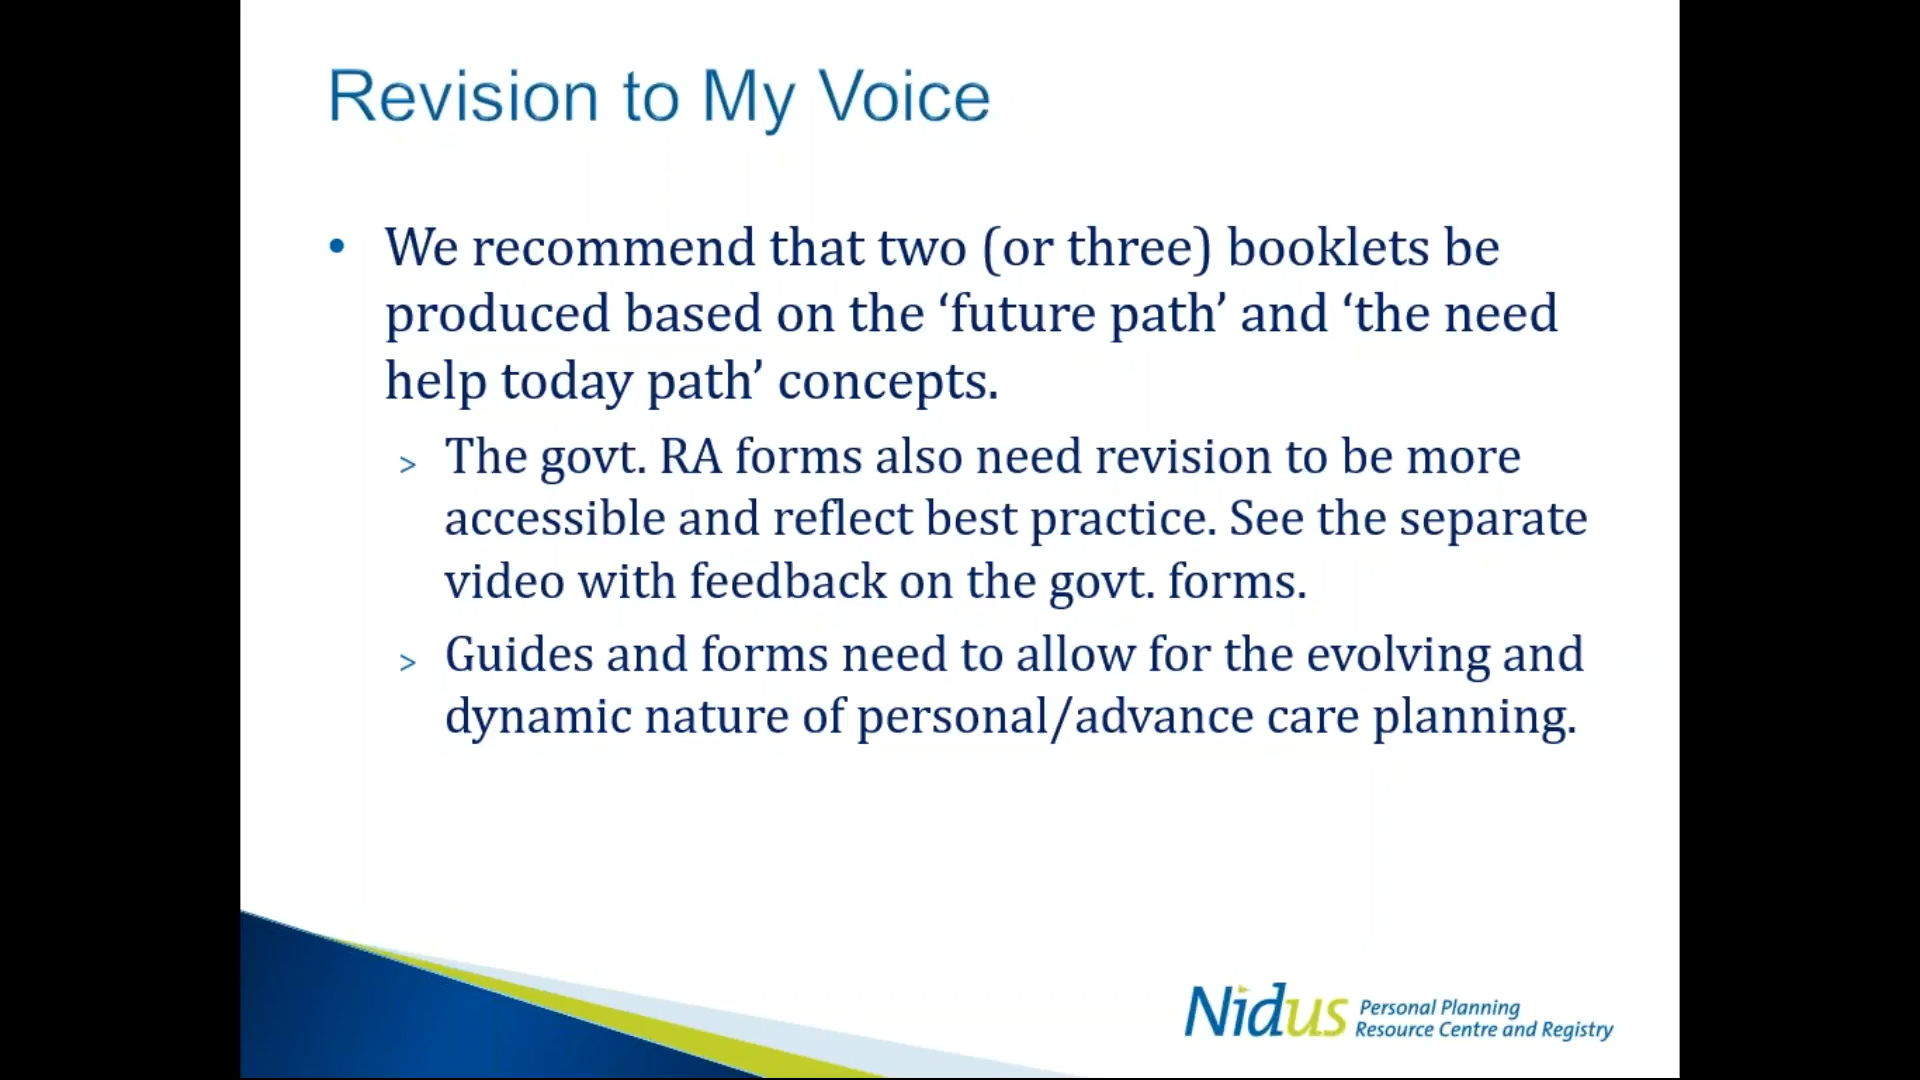 Revision to My Voice
• We recommend that two (or three) booklets be
produced based on the ‘future path’ and ‘the need
help today path’ concepts.
> The govt. RA forms also need revision to be more
accessible and reflect best practice. See the separate
video with feedback on the govt. forms.
> Guides and forms need to allow for the evolving and
dynamic nature of personal/advance care planning.
Nidus Personal Planning
Resource Centre and Registry